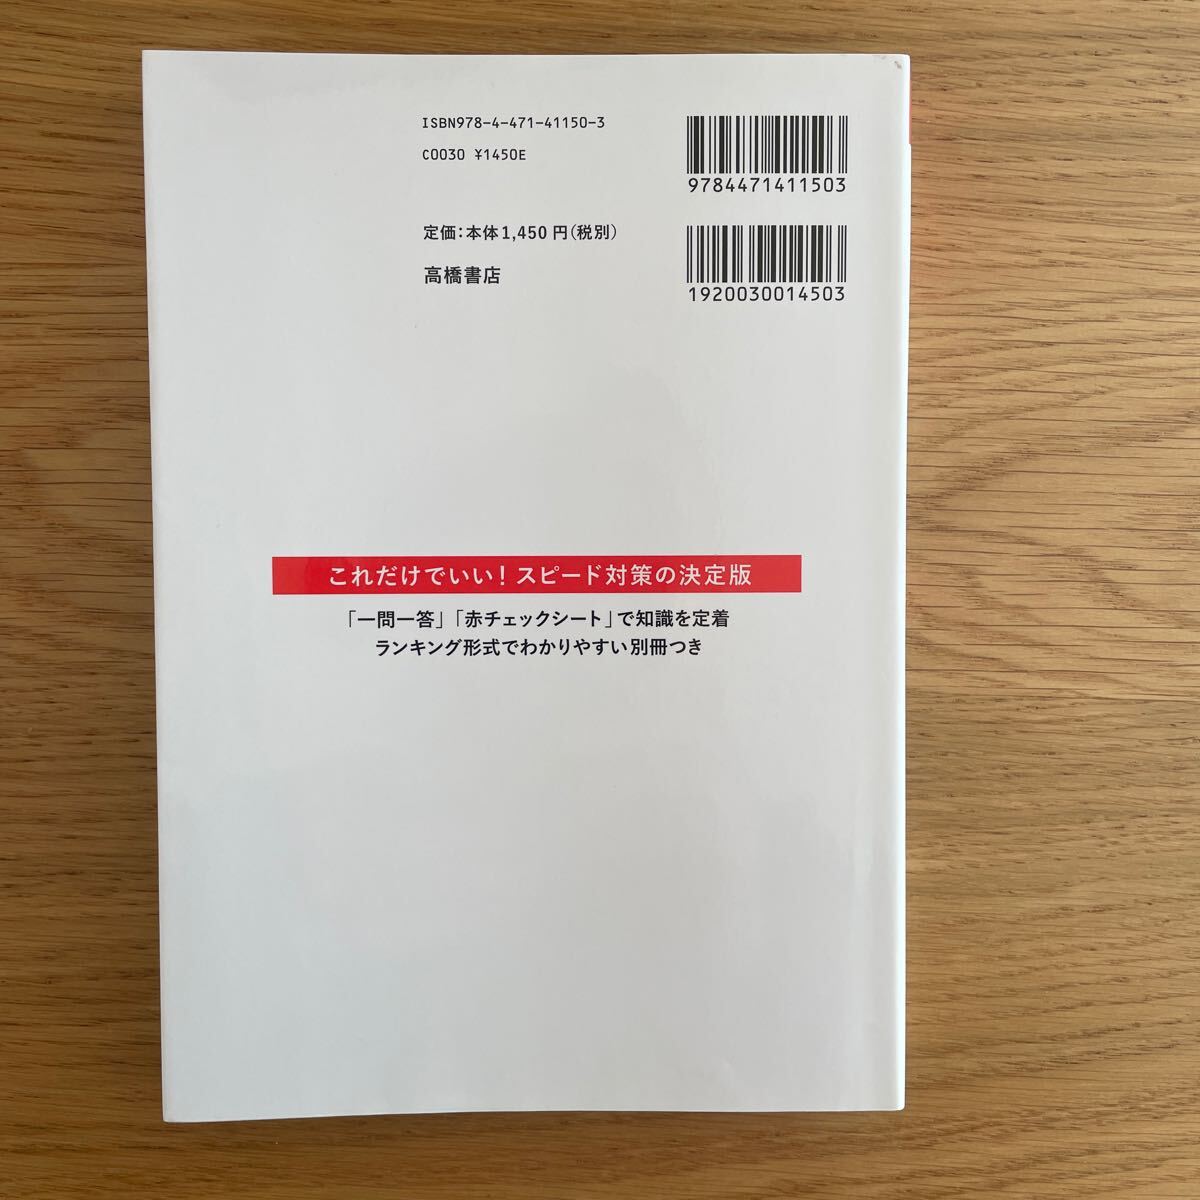 ISBN978-4-471-41150-3
C0030 ¥1450E
9784471411503
定価：本体1,450円（税別）
高橋書店
1920030014503
これだけでいい！スピード対策の決定版
「一問一答」「赤チェックシート」で知識を定着
ランキング形式でわかりやすい別冊つき